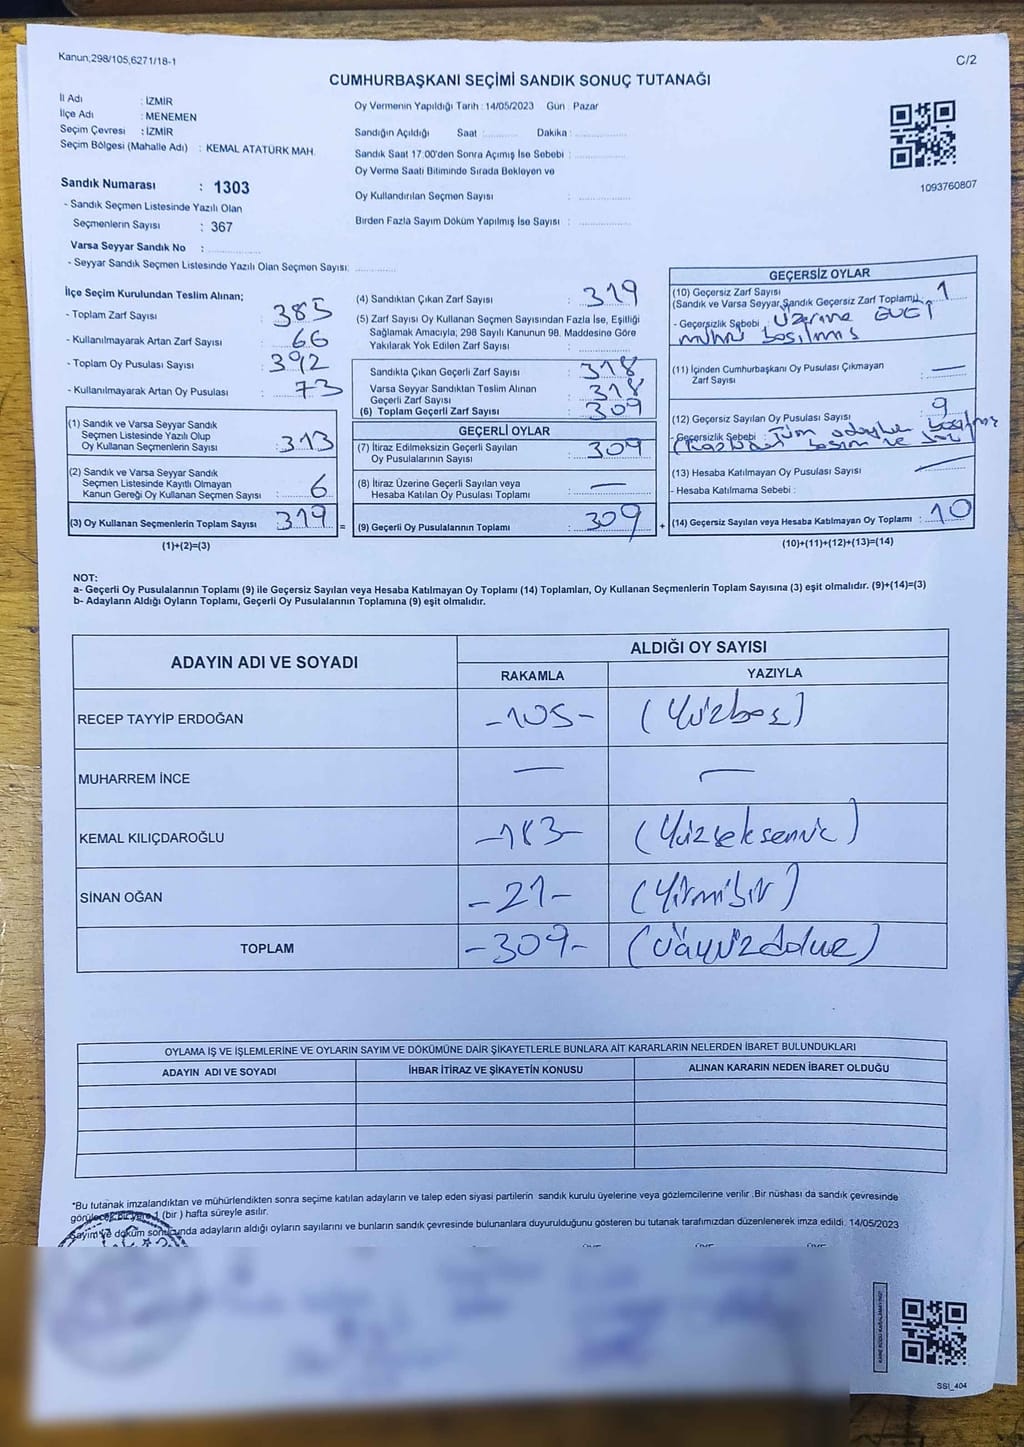 Kanun;298/105,6271/18-1
C/2
CUMHURBAŞKANI SEÇİMİ SANDIK SONUÇ TUTANAĞI
İl Adı : İZMİR
İlçe Adı : MENEMEN
Seçim Çevresi : İZMİR
Seçim Bölgesi (Mahalle Adı) : KEMAL ATATÜRK MAH.
Sandık Numarası : 1303
- Sandık Seçmen Listesinde Yazılı Olan
Seçmenlerin Sayısı : 367
Varsa Seyyar Sandık No :
- Seyyar Sandık Seçmen Listesinde Yazılı Olan Seçmen Sayısı:
Oy Vermenin Yapıldığı Tarih : 14/05/2023 Gün : Pazar
Sandığın Açıldığı Saat : Dakika :
Sandık Saat 17.00'den Sonra Açımış İse Sebebi :
Oy Verme Saati Bitiminde Sırada Bekleyen ve
Oy Kullandırılan Seçmen Sayısı :
Birden Fazla Sayım Döküm Yapılmış İse Sayısı :
1093760807
İlçe Seçim Kurulundan Teslim Alınan;
- Toplam Zarf Sayısı : 385
- Kullanılmayarak Artan Zarf Sayısı : 66
- Toplam Oy Pusulası Sayısı : 392
- Kullanılmayarak Artan Oy Pusulası : 73
(1) Sandık ve Varsa Seyyar Sandık
Seçmen Listesinde Yazılı Olup
Oy Kullanan Seçmenlerin Sayısı : 313
(2) Sandık ve Varsa Seyyar Sandık
Seçmen Listesinde Kayıtlı Olmayan
Kanun Gereği Oy Kullanan Seçmen Sayısı : 6
(3) Oy Kullanan Seçmenlerin Toplam Sayısı : 319 =
(1)+(2)=(3)
(4) Sandıktan Çıkan Zarf Sayısı : 319
(5) Zarf Sayısı Oy Kullanan Seçmen Sayısından Fazla İse, Eşitliği
Sağlamak Amacıyla; 298 Sayılı Kanunun 98. Maddesine Göre
Yakılarak Yok Edilen Zarf Sayısı :
Sandıkta Çıkan Geçerli Zarf Sayısı : 318
Varsa Seyyar Sandıktan Teslim Alınan
Geçerli Zarf Sayısı : 318
(6) Toplam Geçerli Zarf Sayısı : 309
GEÇERLİ OYLAR
(7) İtiraz Edilmeksizin Geçerli Sayılan
Oy Pusulalarının Sayısı : 309
(8) İtiraz Üzerine Geçerli Sayılan veya
Hesaba Katılan Oy Pusulası Toplamı : —
(9) Geçerli Oy Pusulalarının Toplamı : 309 +
GEÇERSİZ OYLAR
(10) Geçersiz Zarf Sayısı
(Sandık ve Varsa Seyyar Sandık Geçersiz Zarf Toplamı) : 1
- Geçersizlik Sebebi : Üzerine EVET
mührü basılmış
(11) İçinden Cumhurbaşkanı Oy Pusulası Çıkmayan
Zarf Sayısı : —
(12) Geçersiz Sayılan Oy Pusulası Sayısı : 9
- Geçersizlik Sebebi : Tüm adaylar
(13) Hesaba Katılmayan Oy Pusulası Sayısı : —
- Hesaba Katılmama Sebebi :
(14) Geçersiz Sayılan veya Hesaba Katılmayan Oy Toplamı : 10
(10)+(11)+(12)+(13)=(14)
NOT:
a- Geçerli Oy Pusulalarının Toplamı (9) ile Geçersiz Sayılan veya Hesaba Katılmayan Oy Toplamı (14) Toplamları, Oy Kullanan Seçmenlerin Toplam Sayısına (3) eşit olmalıdır. (9)+(14)=(3)
b- Adayların Aldığı Oyların Toplamı, Geçerli Oy Pusulalarının Toplamına (9) eşit olmalıdır.
ADAYIN ADI VE SOYADI
ALDIĞI OY SAYISI
RAKAMLA YAZIYLA
RECEP TAYYİP ERDOĞAN -105- (Yüzbeş)
MUHARREM İNCE — —
KEMAL KILIÇDAROĞLU -183- (Yüzseksenüç)
SİNAN OĞAN -21- (Yirmibir)
TOPLAM -309- (Üçyüzdokuz)
OYLAMA İŞ VE İŞLEMLERİNE VE OYLARIN SAYIM VE DÖKÜMÜNE DAİR ŞİKAYETLERLE BUNLARA AİT KARARLARIN NELERDEN İBARET BULUNDUKLARI
ADAYIN ADI VE SOYADI İHBAR İTİRAZ VE ŞİKAYETİN KONUSU ALINAN KARARIN NEDEN İBARET OLDUĞU
*Bu tutanak imzalandıktan ve mühürlendikten sonra seçime katılan adayların ve talep eden siyasi partilerin sandık kurulu üyelerine veya gözlemcilerine verilir. Bir nüshası da sandık çevresinde
görülecek bir yere 1 (bir) hafta süreyle asılır.
Sayım ve döküm sonucunda adayların aldığı oyların sayılarını ve bunların sandık çevresinde bulunanlara duyurulduğunu gösteren bu tutanak tarafımızdan düzenlenerek imza edildi. 14/05/2023
SSI_404